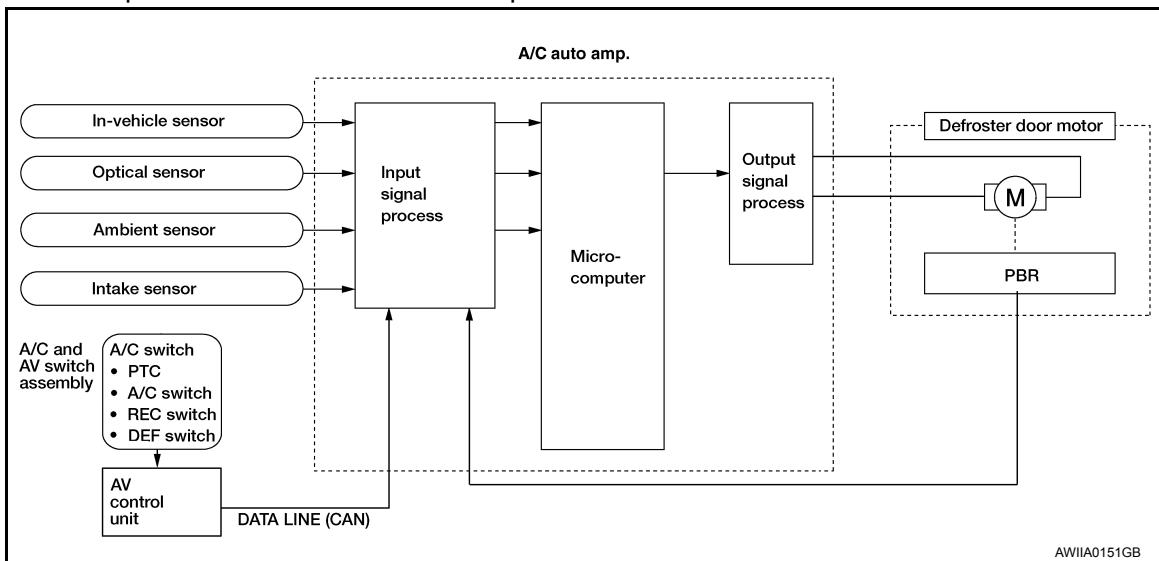 A/C auto amp.
In-vehicle sensor
Optical sensor
Ambient sensor
Intake sensor
Input
signal
process
Micro-
computer
Output
signal
process
Defroster door motor
M
PBR
A/C and
AV switch
assembly
A/C switch
• PTC
• A/C switch
• REC switch
• DEF switch
AV
control
unit
DATA LINE (CAN)
AWIIA0151GB